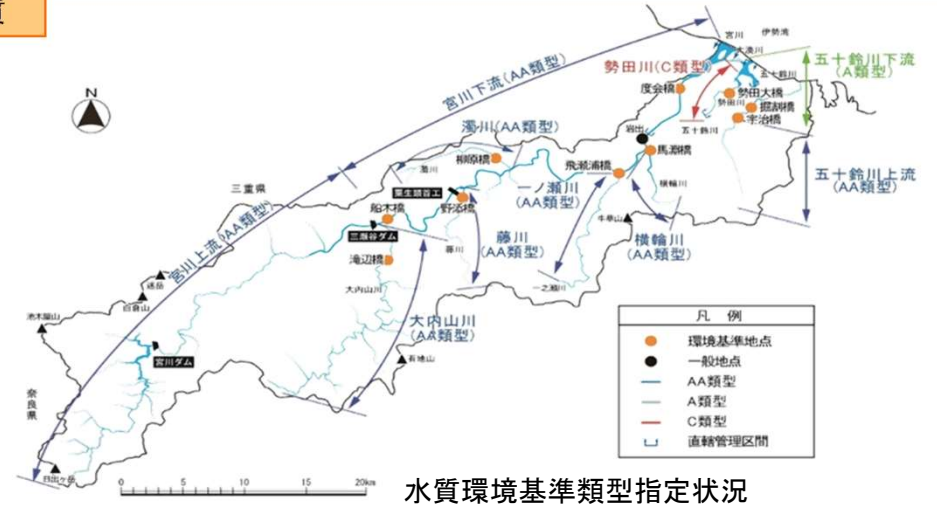 質
N
宮川下流(AA類型)
宮川
伊勢湾
大湊川
五十鈴川
五十鈴川下流
(A類型)
勢田川(C類型)
度会橋
勢田大橋
勢田川
掘割橋
宇治橋
五十鈴川
岩出
馬瀬橋
濁川(AA類型)
濁川
柳原橋
飛瀬浦橋
五十鈴川上流
(AA類型)
三重県
粟生頭首工
野添橋
一ノ瀬川
(AA類型)
横輪川
牛草山
横輪川
(AA類型)
船木橋
三瀬谷ダム
滝辺橋
藤川
藤川
(AA類型)
宮川上流(AA類型)
大内山川
一之瀬川
迷岳
白倉山
池木屋山
大内山川
(AA類型)
宮川ダム
有地山
奈良県
日出ヶ岳
凡 例
環境基準地点
一般地点
AA類型
A類型
C類型
直轄管理区間
0 5 10 15 20km
水質環境基準類型指定状況